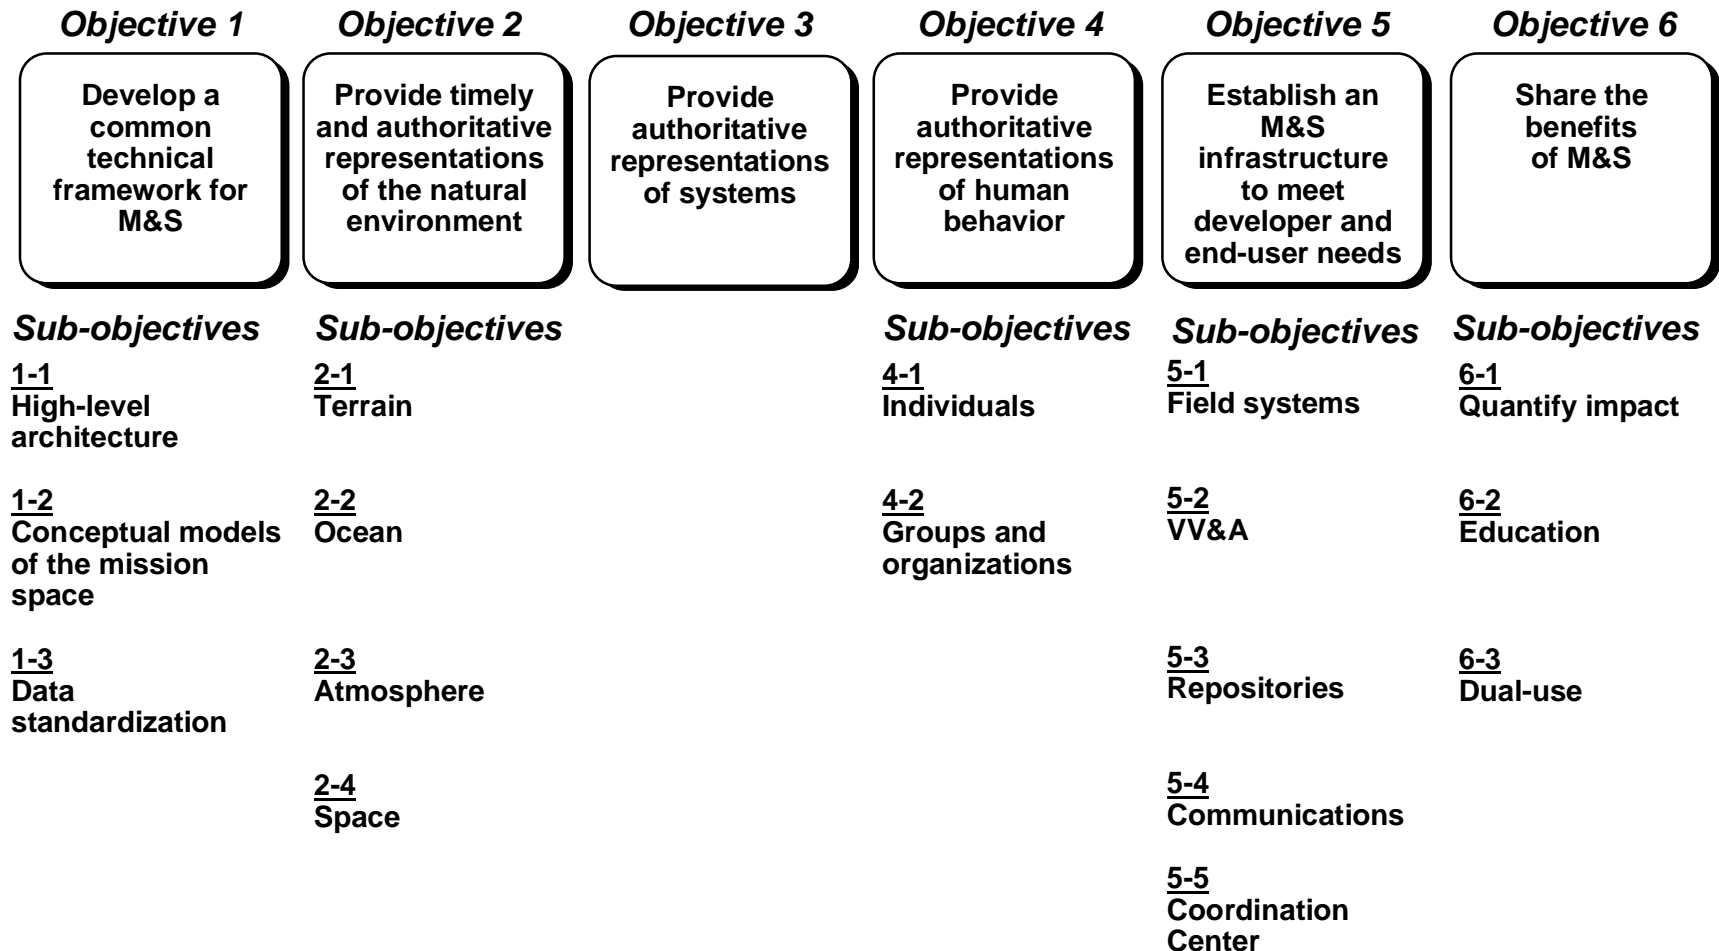 Objective 1
Develop a
common
technical
framework for
M&S
Sub-objectives
1-1
High-level
architecture
1-2
Conceptual models
of the mission
space
1-3
Data
standardization
Objective 2
Provide timely
and authoritative
representations
of the natural
environment
Sub-objectives
2-1
Terrain
2-2
Ocean
2-3
Atmosphere
2-4
Space
Objective 3
Provide
authoritative
representations
of systems
Objective 4
Provide
authoritative
representations
of human
behavior
Sub-objectives
4-1
Individuals
4-2
Groups and
organizations
Objective 5
Establish an
M&S
infrastructure
to meet
developer and
end-user needs
Sub-objectives
5-1
Field systems
5-2
VV&A
5-3
Repositories
5-4
Communications
5-5
Coordination
Center
Objective 6
Share the
benefits
of M&S
Sub-objectives
6-1
Quantify impact
6-2
Education
6-3
Dual-use